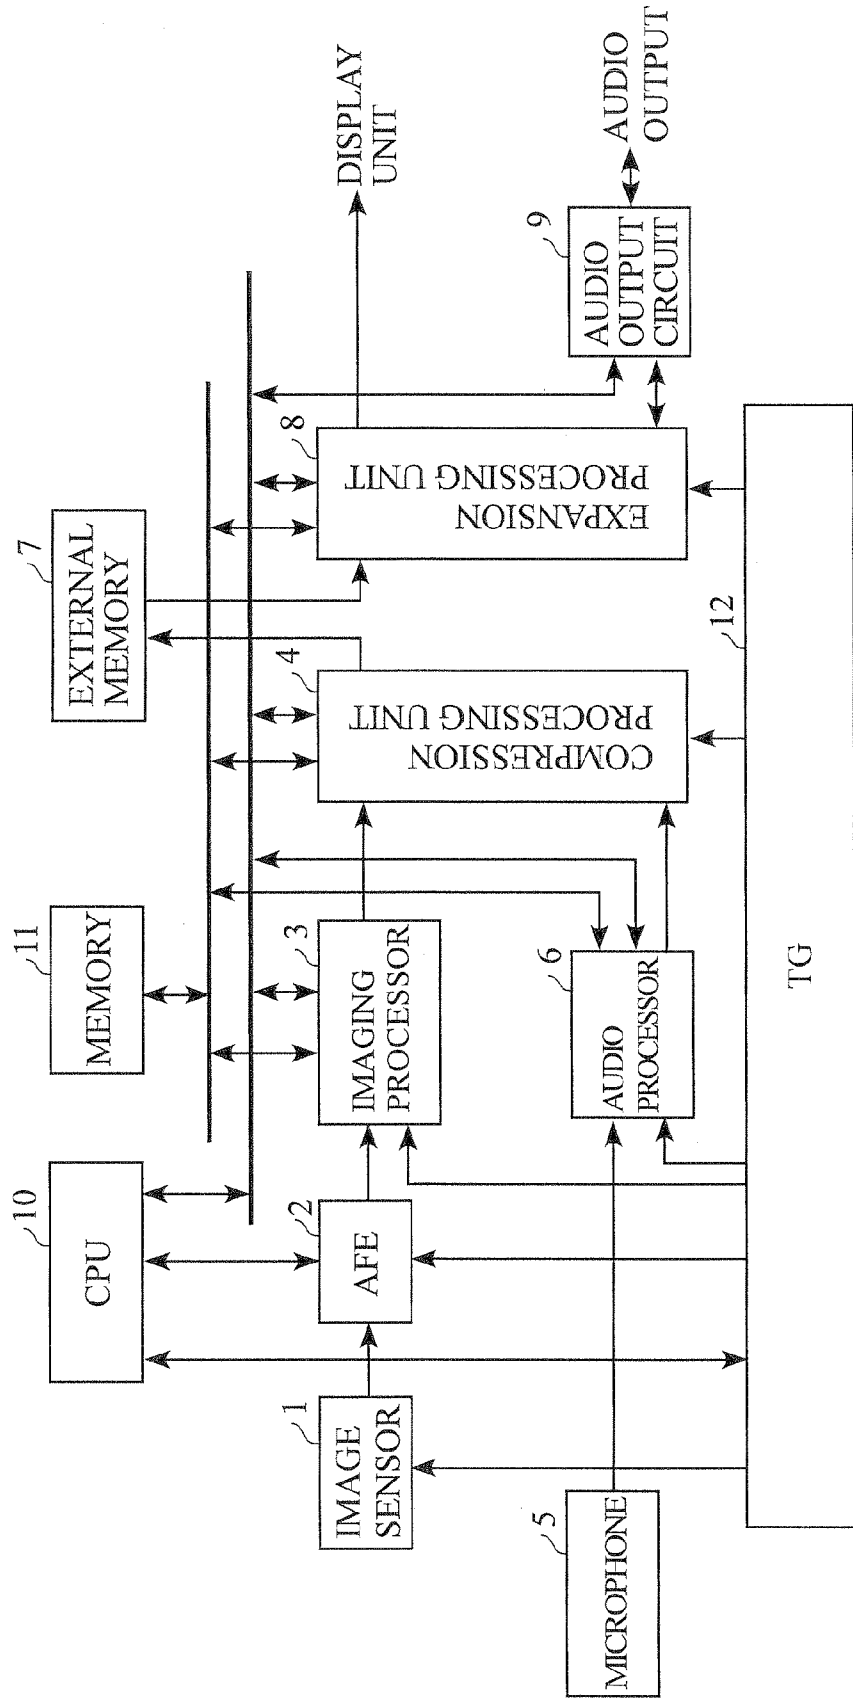 10
CPU
11
MEMORY
7
EXTERNAL
MEMORY
1
IMAGE
SENSOR
2
AFE
3
IMAGING
PROCESSOR
4
COMPRESSION
PROCESSING UNIT
8
EXPANSION
PROCESSING UNIT
DISPLAY
UNIT
5
MICROPHONE
6
AUDIO
PROCESSOR
9
AUDIO
OUTPUT
CIRCUIT
AUDIO
OUTPUT
12
TG